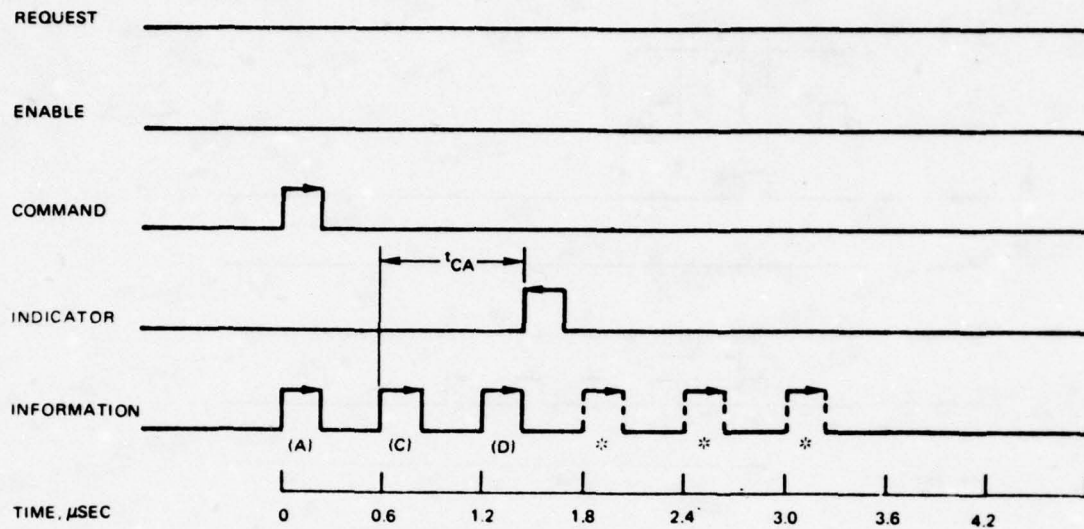 REQUEST
ENABLE
COMMAND
tCA
INDICATOR
INFORMATION
(A) (C) (D) * * *
TIME, μSEC 0 0.6 1.2 1.8 2.4 3.0 3.6 4.2